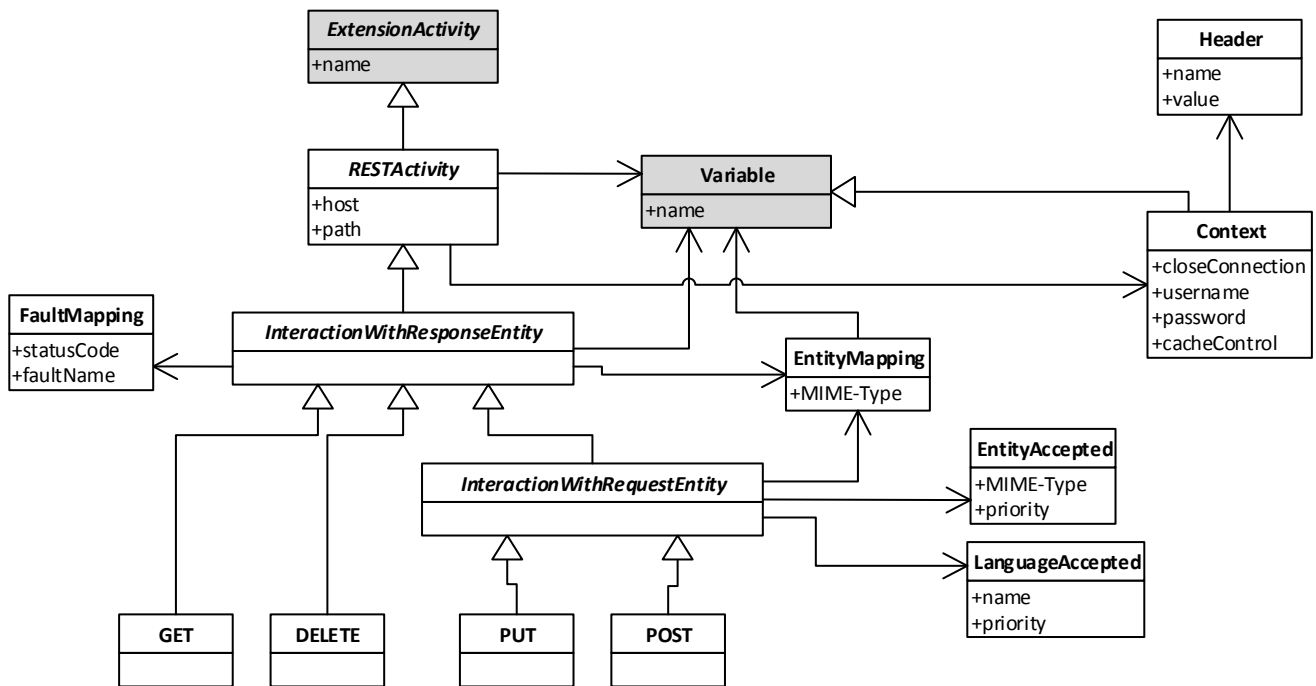 ExtensionActivity
+name
Header
+name
+value
RESTActivity
+host
+path
Variable
+name
Context
+closeConnection
+username
+password
+cacheControl
FaultMapping
+statusCode
+faultName
InteractionWithResponseEntity
EntityMapping
+MIME-Type
EntityAccepted
+MIME-Type
+priority
InteractionWithRequestEntity
LanguageAccepted
+name
+priority
GET
DELETE
PUT
POST